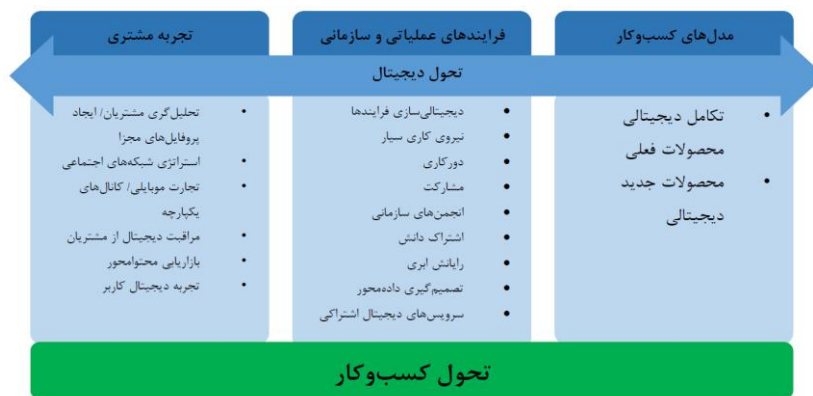 مدل‌های کسب‌وکار
فرایندهای عملیاتی و سازمانی
تجربه مشتری
تحول دیجیتال
• تکامل دیجیتالی
محصولات فعلی
• محصولات جدید
دیجیتالی
• دیجیتالی‌سازی فرایندها
• نیروی کاری سیار
• دورکاری
• مشارکت
• انجمن‌های سازمانی
• اشتراک دانش
• رایانش ابری
• تصمیم‌گیری داده‌محور
• سرویس‌های دیجیتال اشتراکی
• تحلیل‌گری مشتریان/ ایجاد
پروفایل‌های مجزا
• استراتژی شبکه‌های اجتماعی
• تجارت موبایلی/ کانال‌های
یکپارچه
• مراقبت دیجیتال از مشتریان
• بازاریابی محتوامحور
• تجربه دیجیتال کاربر
تحول کسب‌وکار